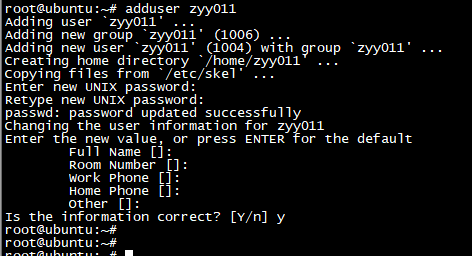 root@ubuntu:~# adduser zyy011
Adding user `zyy011' ...
Adding new group `zyy011' (1006) ...
Adding new user `zyy011' (1004) with group `zyy011' ...
Creating home directory `/home/zyy011' ...
Copying files from `/etc/skel' ...
Enter new UNIX password:
Retype new UNIX password:
passwd: password updated successfully
Changing the user information for zyy011
Enter the new value, or press ENTER for the default
Full Name []:
Room Number []:
Work Phone []:
Home Phone []:
Other []:
Is the information correct? [Y/n] y
root@ubuntu:~#
root@ubuntu:~#
root@ubuntu:~#